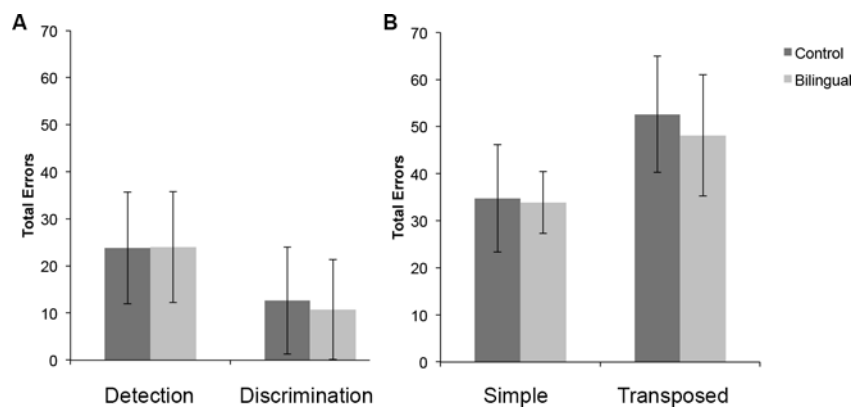 A
70
60
50
40
30
20
10
0
Total Errors
Detection
Discrimination
B
70
60
50
40
30
20
10
0
Total Errors
Simple
Transposed
Control
Bilingual